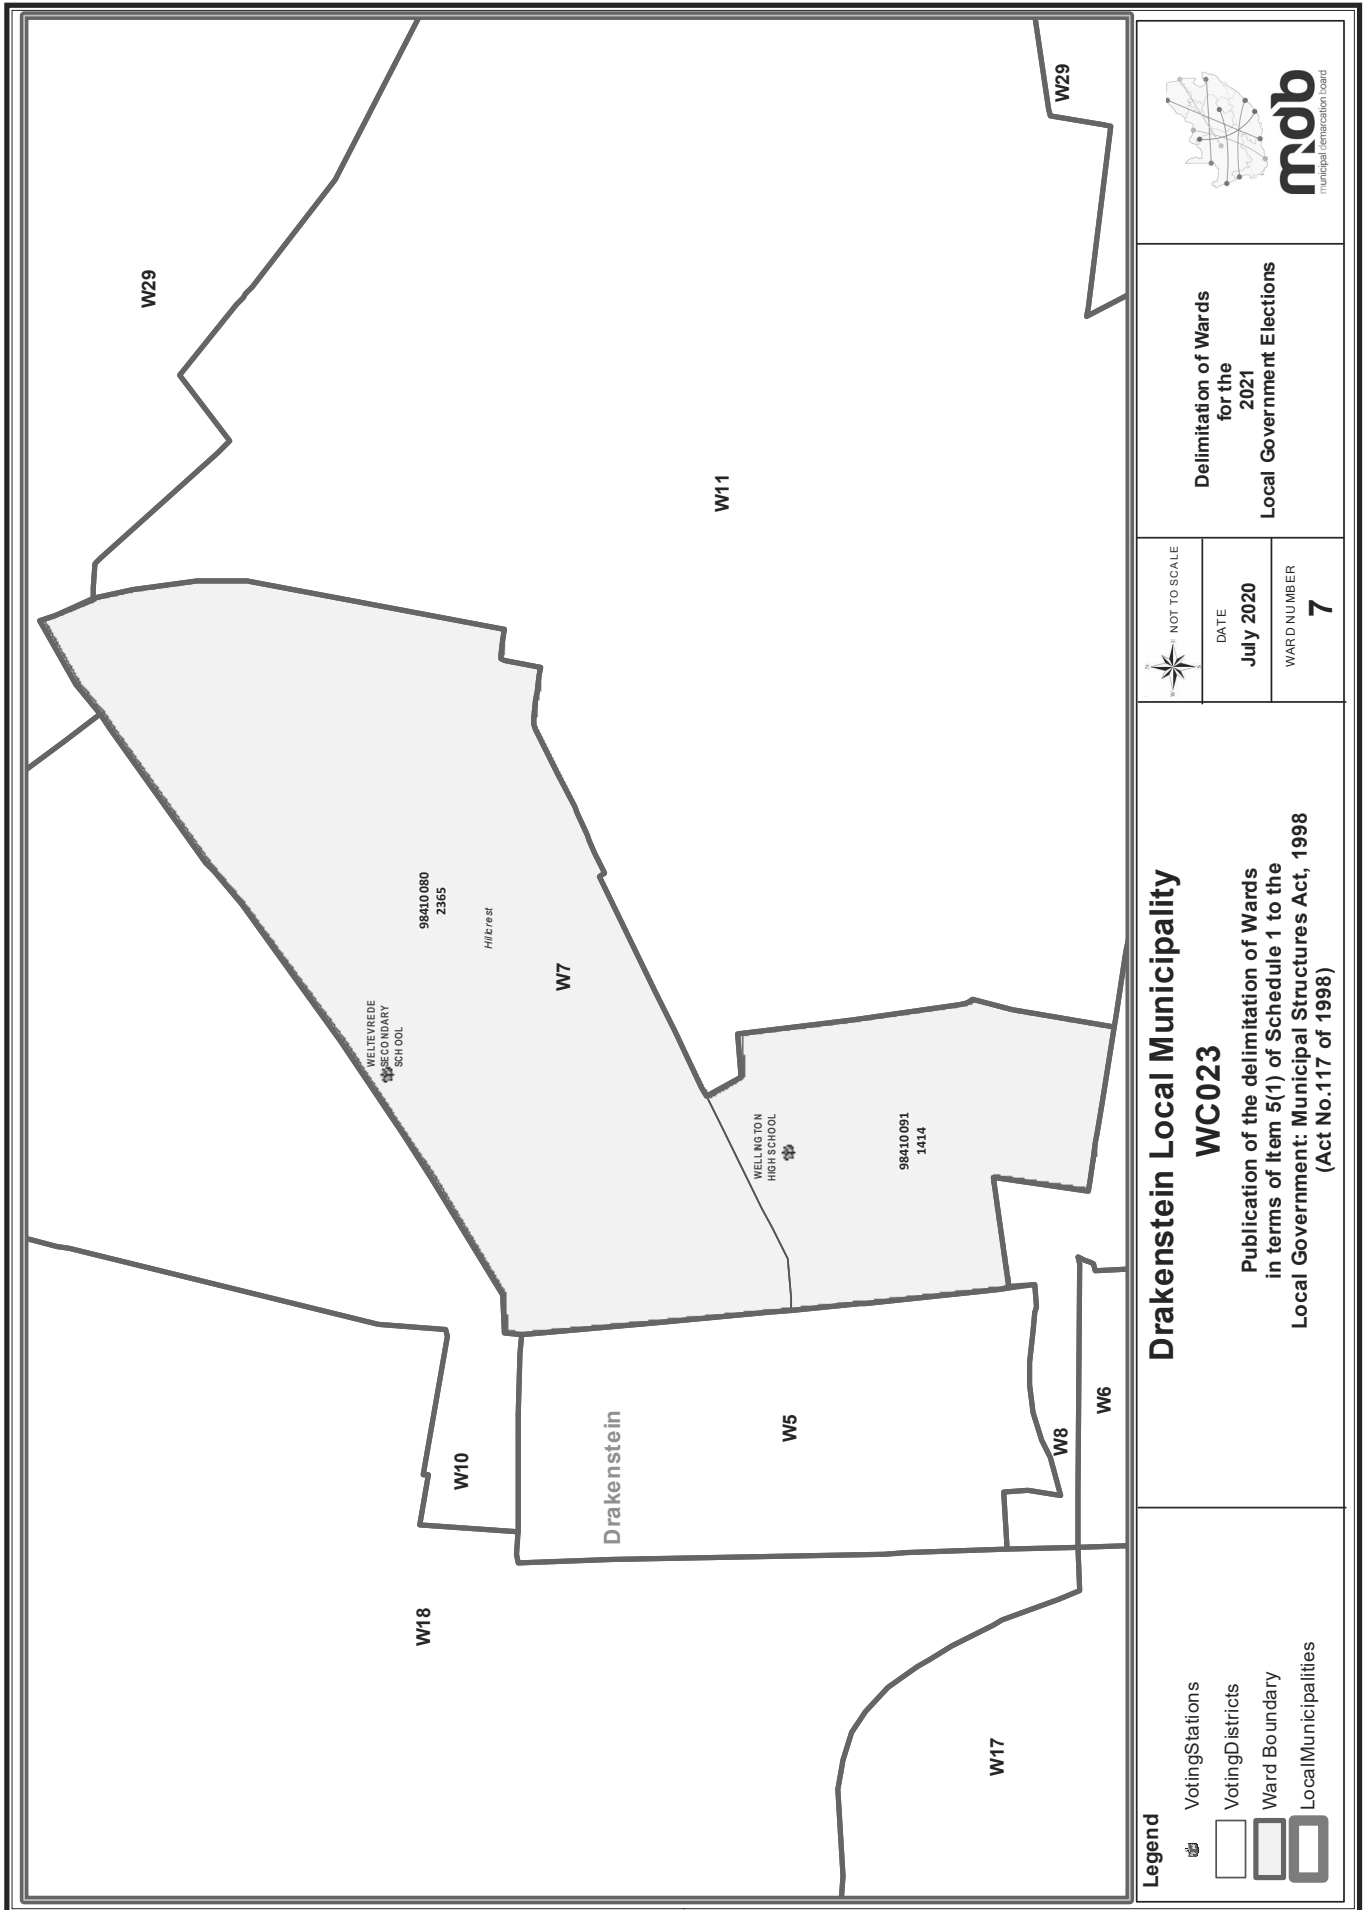 W29
W29
W11
98410080
2365
Hillcrest
W7
WELTEVREDE
SECONDARY
SCHOOL
WELLINGTON
HIGH SCHOOL
98410091
1414
W10
Drakenstein
W5
W8
W6
W18
W17
Legend
VotingStations
VotingDistricts
Ward Boundary
LocalMunicipalities
Drakenstein Local Municipality
WC023
Publication of the delimitation of Wards
in terms of Item 5(1) of Schedule 1 to the
Local Government: Municipal Structures Act, 1998
(Act No.117 of 1998)
N
W
E
S
NOT TO SCALE
DATE
July 2020
WARD NUMBER
7
Delimitation of Wards
for the
2021
Local Government Elections
mdb
municipal demarcation board